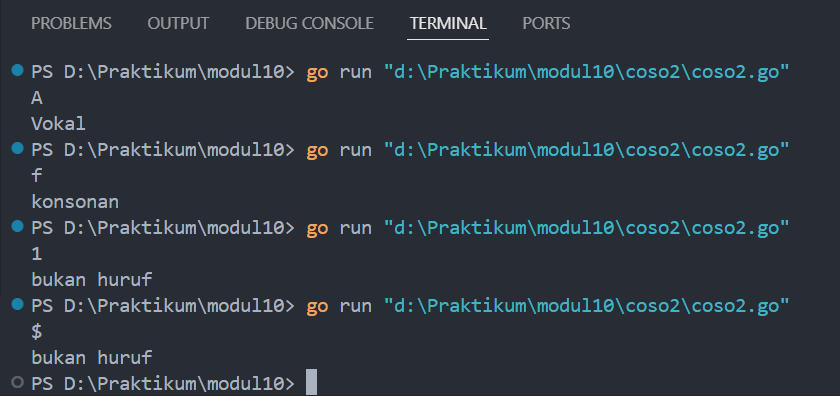 PROBLEMS OUTPUT DEBUG CONSOLE TERMINAL PORTS
PS D:\Praktikum\modul10> go run "d:\Praktikum\modul10\coso2\coso2.go"
A
Vokal
PS D:\Praktikum\modul10> go run "d:\Praktikum\modul10\coso2\coso2.go"
f
konsonan
PS D:\Praktikum\modul10> go run "d:\Praktikum\modul10\coso2\coso2.go"
1
bukan huruf
PS D:\Praktikum\modul10> go run "d:\Praktikum\modul10\coso2\coso2.go"
$
bukan huruf
PS D:\Praktikum\modul10>